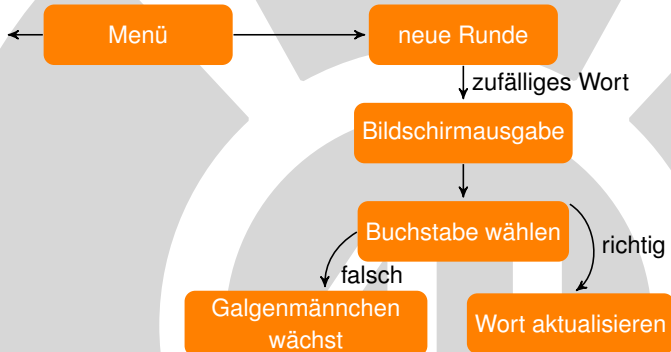 Menü
neue Runde
zufälliges Wort
Bildschirmausgabe
Buchstabe wählen
richtig
falsch
Galgenmännchen
wächst
Wort aktualisieren